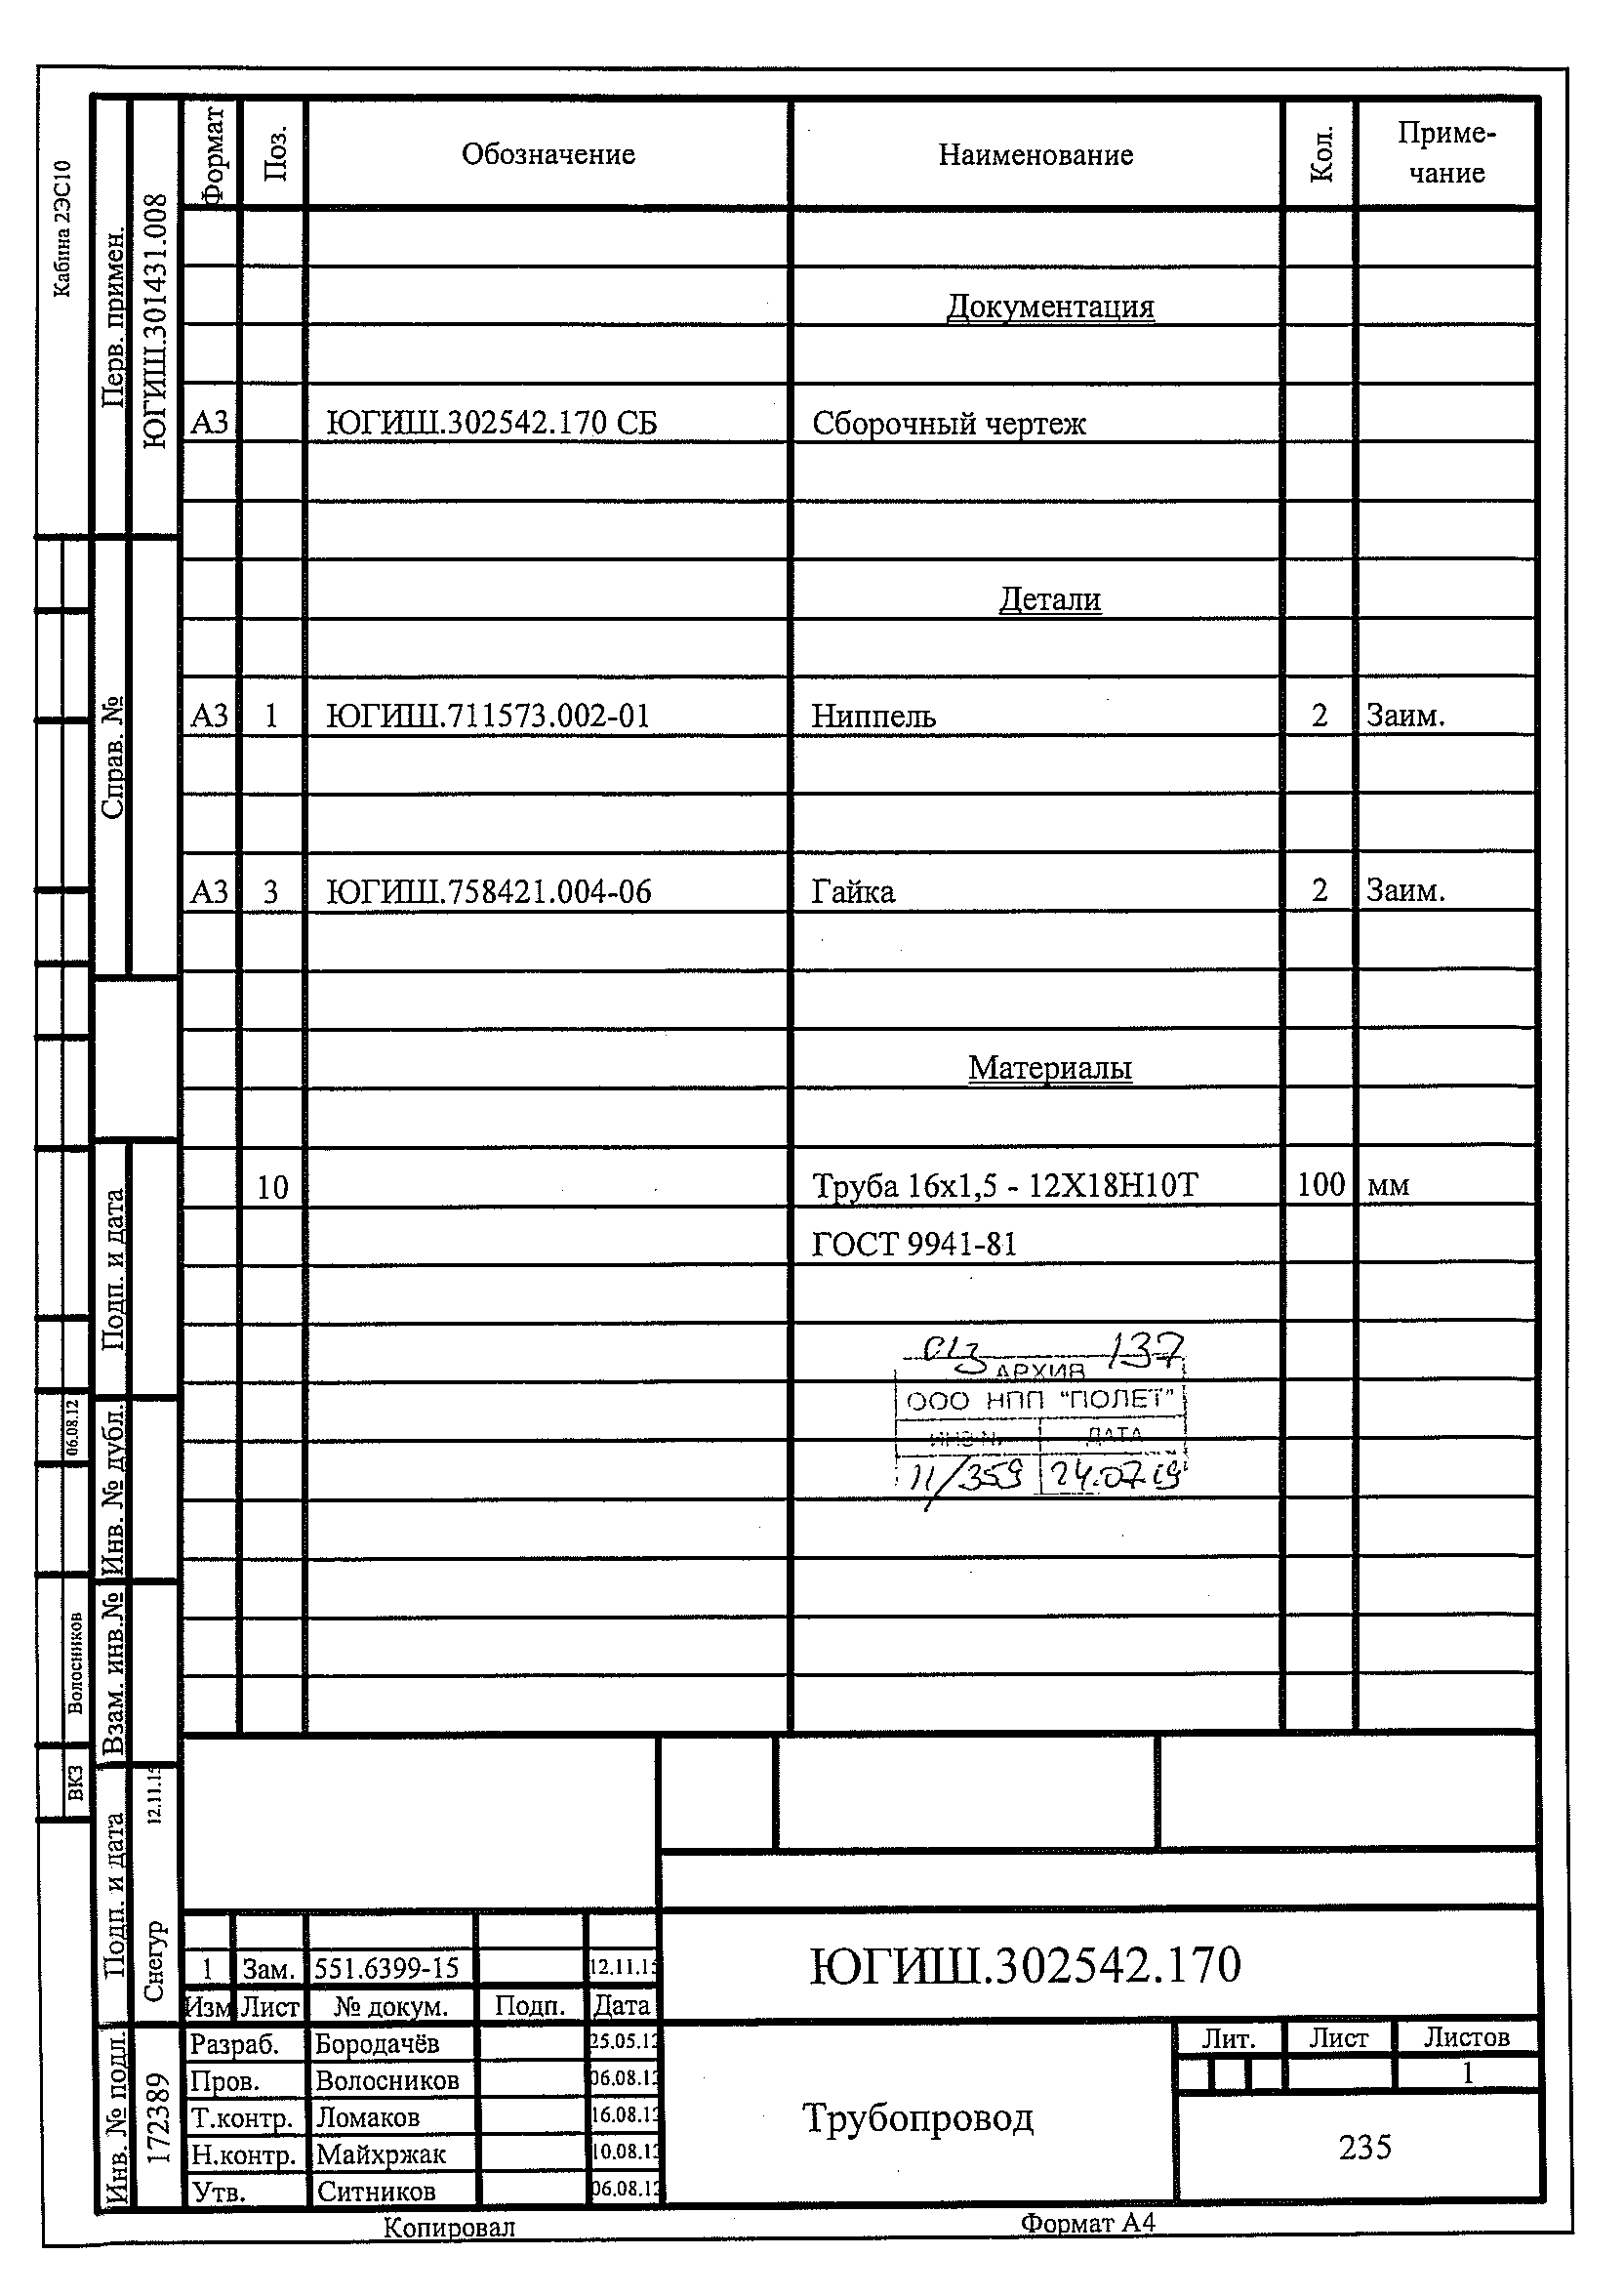 Кабина 2ЭС10
Перв. примен.
ЮГИШ.301431.008
Справ. №
Подп. и дата
Инв. № дубл.
Взам. инв.№
Подп. и дата
Снегур 12.11.15
Инв. № подл.
172389
06.08.12
Волосников
ВКЗ
Формат Поз. Обозначение Наименование Кол. Приме-
чание
Документация
А3 ЮГИШ.302542.170 СБ Сборочный чертеж
Детали
А3 1 ЮГИШ.711573.002-01 Ниппель 2 Заим.
А3 3 ЮГИШ.758421.004-06 Гайка 2 Заим.
Материалы
10 Труба 16х1,5 - 12Х18Н10Т 100 мм
ГОСТ 9941-81
137
АРХИВ
ООО НПП "ПОЛЕТ"
ИНВ № ДАТА
11/359 24.07.19
1 Зам. 551.6399-15 12.11.15
Изм Лист № докум. Подп. Дата
ЮГИШ.302542.170
Разраб. Бородачёв 25.05.12
Пров. Волосников 06.08.12
Т.контр. Ломаков 16.08.12
Н.контр. Майхржак 10.08.12
Утв. Ситников 06.08.12
Трубопровод
Лит. Лист Листов
1
235
Копировал Формат А4